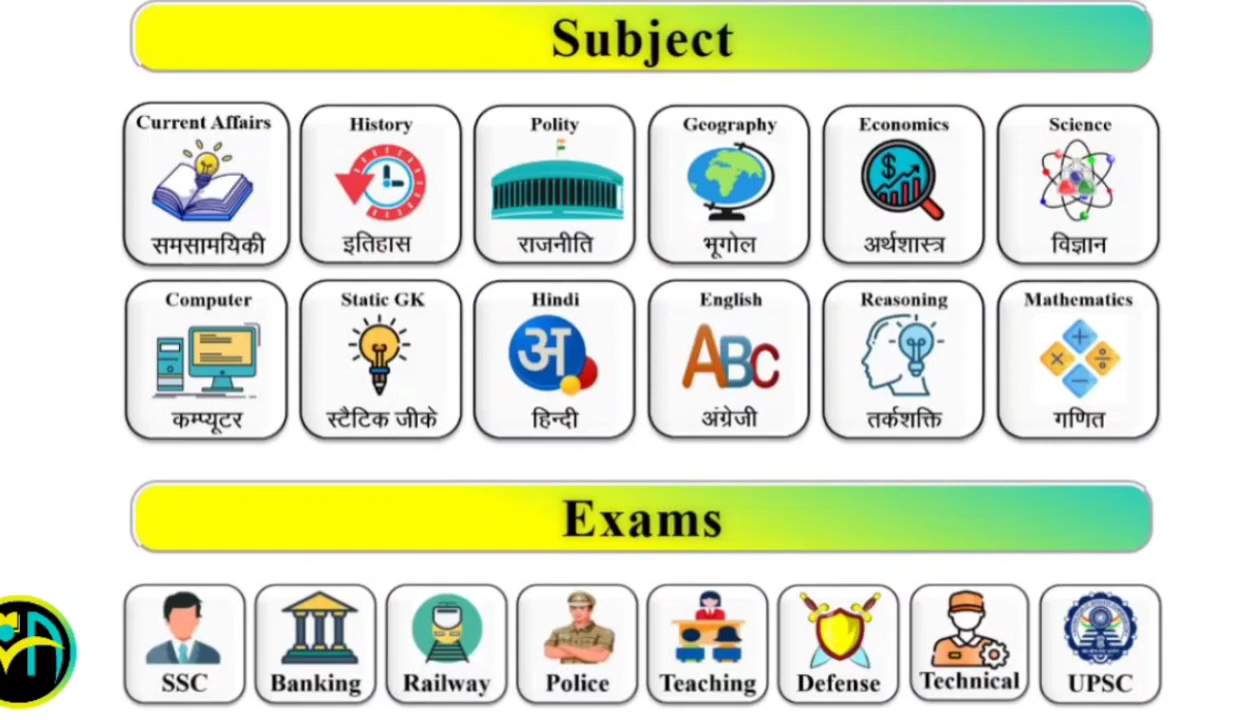 Subject
Current Affairs
समसामयिकी
History
इतिहास
Polity
राजनीति
Geography
भूगोल
Economics
अर्थशास्त्र
Science
विज्ञान
Computer
कम्प्यूटर
Static GK
स्टैटिक जीके
Hindi
अ
हिन्दी
English
ABC
अंग्रेजी
Reasoning
तर्कशक्ति
Mathematics
गणित
Exams
SSC
Banking
Railway
Police
Teaching
Defense
Technical
UPSC